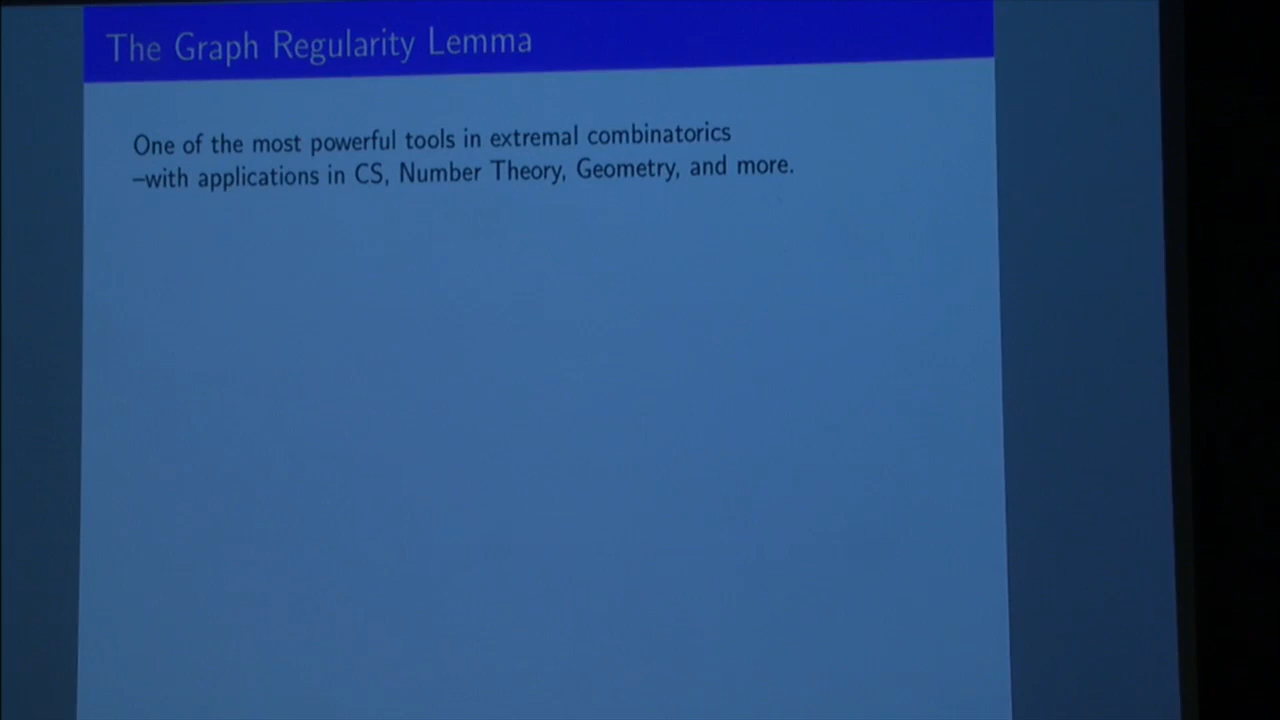 The Graph Regularity Lemma
One of the most powerful tools in extremal combinatorics
–with applications in CS, Number Theory, Geometry, and more.